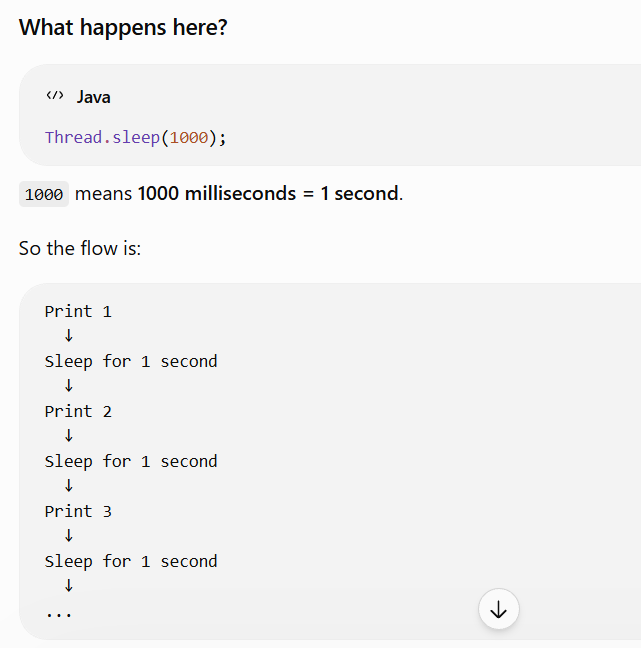 What happens here?
</> Java
Thread.sleep(1000);
1000 means 1000 milliseconds = 1 second.
So the flow is:
Print 1
↓
Sleep for 1 second
↓
Print 2
↓
Sleep for 1 second
↓
Print 3
↓
Sleep for 1 second
↓
...